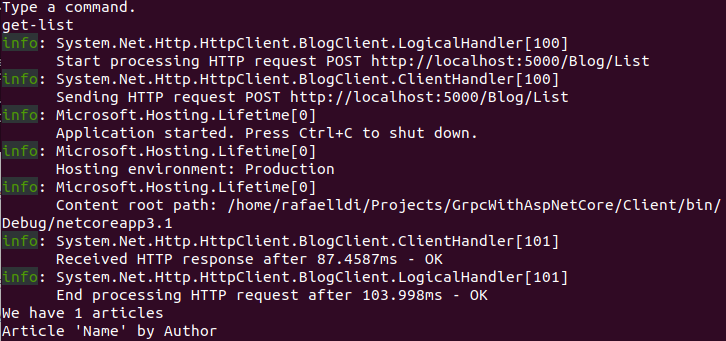 Type a command.
get-list
info: System.Net.Http.HttpClient.BlogClient.LogicalHandler[100]
      Start processing HTTP request POST http://localhost:5000/Blog/List
info: System.Net.Http.HttpClient.BlogClient.ClientHandler[100]
      Sending HTTP request POST http://localhost:5000/Blog/List
info: Microsoft.Hosting.Lifetime[0]
      Application started. Press Ctrl+C to shut down.
info: Microsoft.Hosting.Lifetime[0]
      Hosting environment: Production
info: Microsoft.Hosting.Lifetime[0]
      Content root path: /home/rafaelldi/Projects/GrpcWithAspNetCore/Client/bin/
Debug/netcoreapp3.1
info: System.Net.Http.HttpClient.BlogClient.ClientHandler[101]
      Received HTTP response after 87.4587ms - OK
info: System.Net.Http.HttpClient.BlogClient.LogicalHandler[101]
      End processing HTTP request after 103.998ms - OK
We have 1 articles
Article 'Name' by Author